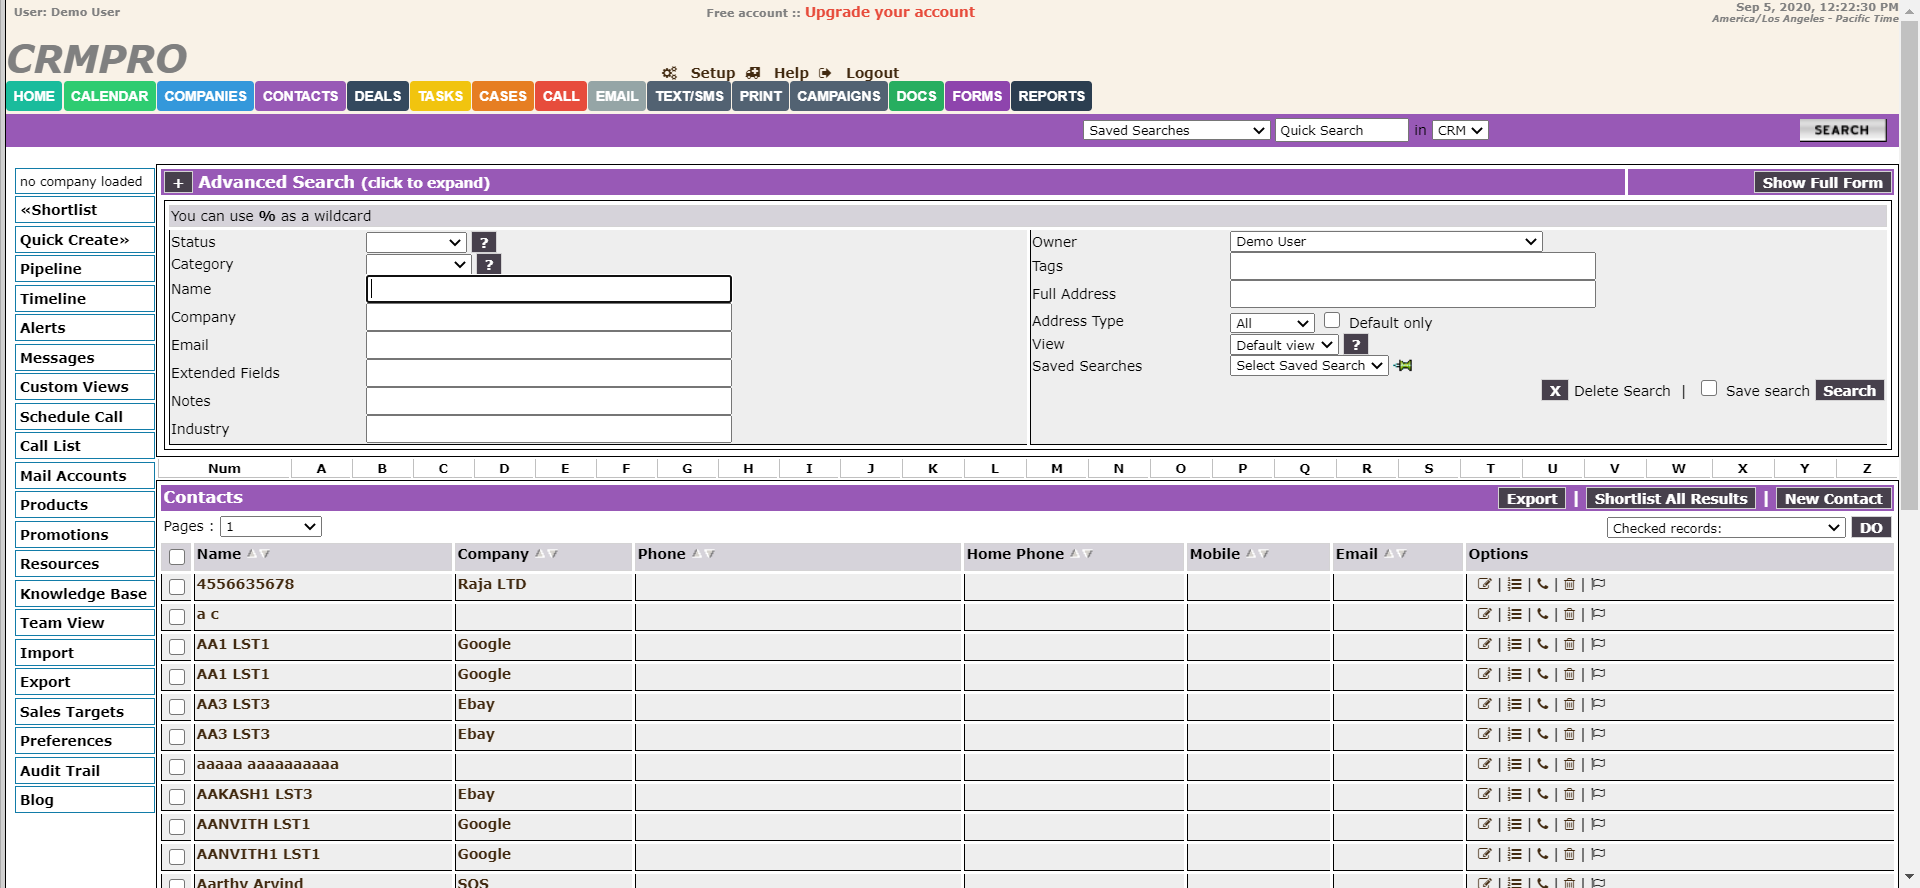 User: Demo User
Free account :: Upgrade your account
Sep 5, 2020, 12:22:30 PM
America/Los Angeles - Pacific Time
CRMPRO
Setup Help Logout
HOME CALENDAR COMPANIES CONTACTS DEALS TASKS CASES CALL EMAIL TEXT/SMS PRINT CAMPAIGNS DOCS FORMS REPORTS
Saved Searches Quick Search in CRM SEARCH
no company loaded
«Shortlist
Quick Create»
Pipeline
Timeline
Alerts
Messages
Custom Views
Schedule Call
Call List
Mail Accounts
Products
Promotions
Resources
Knowledge Base
Team View
Import
Export
Sales Targets
Preferences
Audit Trail
Blog
+ Advanced Search (click to expand) Show Full Form
You can use % as a wildcard
Status ?
Category ?
Name
Company
Email
Extended Fields
Notes
Industry
Owner Demo User
Tags
Full Address
Address Type All Default only
View Default view ?
Saved Searches Select Saved Search
X Delete Search | Save search Search
Num A B C D E F G H I J K L M N O P Q R S T U V W X Y Z
Contacts Export | Shortlist All Results | New Contact
Pages : 1 Checked records: DO
Name Company Phone Home Phone Mobile Email Options
4556635678 Raja LTD | | | |
a c | | | |
AA1 LST1 Google | | | |
AA1 LST1 Google | | | |
AA3 LST3 Ebay | | | |
AA3 LST3 Ebay | | | |
aaaaa aaaaaaaaaa | | | |
AAKASH1 LST3 Ebay | | | |
AANVITH LST1 Google | | | |
AANVITH1 LST1 Google | | | |
Aarthy Arvind SOS | | | |